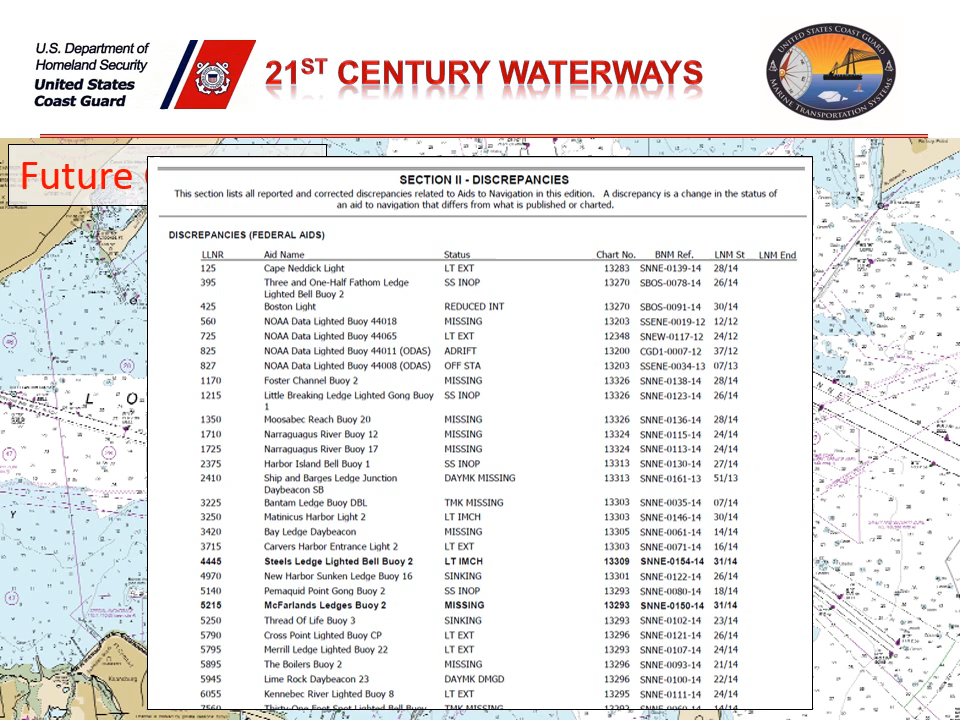 U.S. Department of
Homeland Security
United States
Coast Guard
21ST CENTURY WATERWAYS
UNITED STATES COAST GUARD
MARINE TRANSPORTATION SYSTEMS
Future
SECTION II - DISCREPANCIES
This section lists all reported and corrected discrepancies related to Aids to Navigation in this edition. A discrepancy is a change in the status of
an aid to navigation that differs from what is published or charted.
DISCREPANCIES (FEDERAL AIDS)
LLNR Aid Name Status Chart No. BNM Ref. LNM St LNM End
125 Cape Neddick Light LT EXT 13283 SNNE-0139-14 28/14
395 Three and One-Half Fathom Ledge SS INOP 13270 SBOS-0078-14 26/14
Lighted Bell Buoy 2
425 Boston Light REDUCED INT 13270 SBOS-0091-14 30/14
560 NOAA Data Lighted Buoy 44018 MISSING 13203 SSENE-0019-12 12/12
725 NOAA Data Lighted Buoy 44065 LT EXT 12348 SNEW-0117-12 24/12
825 NOAA Data Lighted Buoy 44011 (ODAS) ADRIFT 13200 CGD1-0007-12 37/12
827 NOAA Data Lighted Buoy 44008 (ODAS) OFF STA 13203 SSENE-0034-13 07/13
1170 Foster Channel Buoy 2 MISSING 13326 SNNE-0138-14 28/14
1215 Little Breaking Ledge Lighted Gong Buoy SS INOP 13326 SNNE-0123-14 26/14
1
1350 Moosabec Reach Buoy 20 MISSING 13326 SNNE-0136-14 28/14
1710 Narraguagus River Buoy 12 MISSING 13324 SNNE-0115-14 24/14
1725 Narraguagus River Buoy 17 MISSING 13324 SNNE-0113-14 24/14
2375 Harbor Island Bell Buoy 1 SS INOP 13313 SNNE-0130-14 27/14
2410 Ship and Barges Ledge Junction DAYMK MISSING 13313 SNNE-0161-13 51/13
Daybeacon SB
3225 Bantam Ledge Buoy DBL TMK MISSING 13303 SNNE-0035-14 07/14
3250 Matinicus Harbor Light 2 LT IMCH 13303 SNNE-0146-14 30/14
3420 Bay Ledge Daybeacon MISSING 13305 SNNE-0061-14 14/14
3715 Carvers Harbor Entrance Light 2 LT EXT 13303 SNNE-0071-14 16/14
4445 Steels Ledge Lighted Bell Buoy 2 LT IMCH 13309 SNNE-0154-14 31/14
4970 New Harbor Sunken Ledge Buoy 16 SINKING 13301 SNNE-0122-14 26/14
5140 Pemaquid Point Gong Buoy 2 SS INOP 13293 SNNE-0080-14 18/14
5215 McFarlands Ledges Buoy 2 MISSING 13293 SNNE-0150-14 31/14
5250 Thread Of Life Buoy 3 SINKING 13293 SNNE-0102-14 23/14
5790 Cross Point Lighted Buoy CP LT EXT 13296 SNNE-0121-14 26/14
5795 Merrill Ledge Lighted Buoy 22 LT EXT 13293 SNNE-0107-14 24/14
5895 The Boilers Buoy 2 MISSING 13296 SNNE-0093-14 21/14
5945 Lime Rock Daybeacon 23 DAYMK DMGD 13296 SNNE-0100-14 22/14
6055 Kennebec River Lighted Buoy 8 LT EXT 13295 SNNE-0111-14 24/14
L O